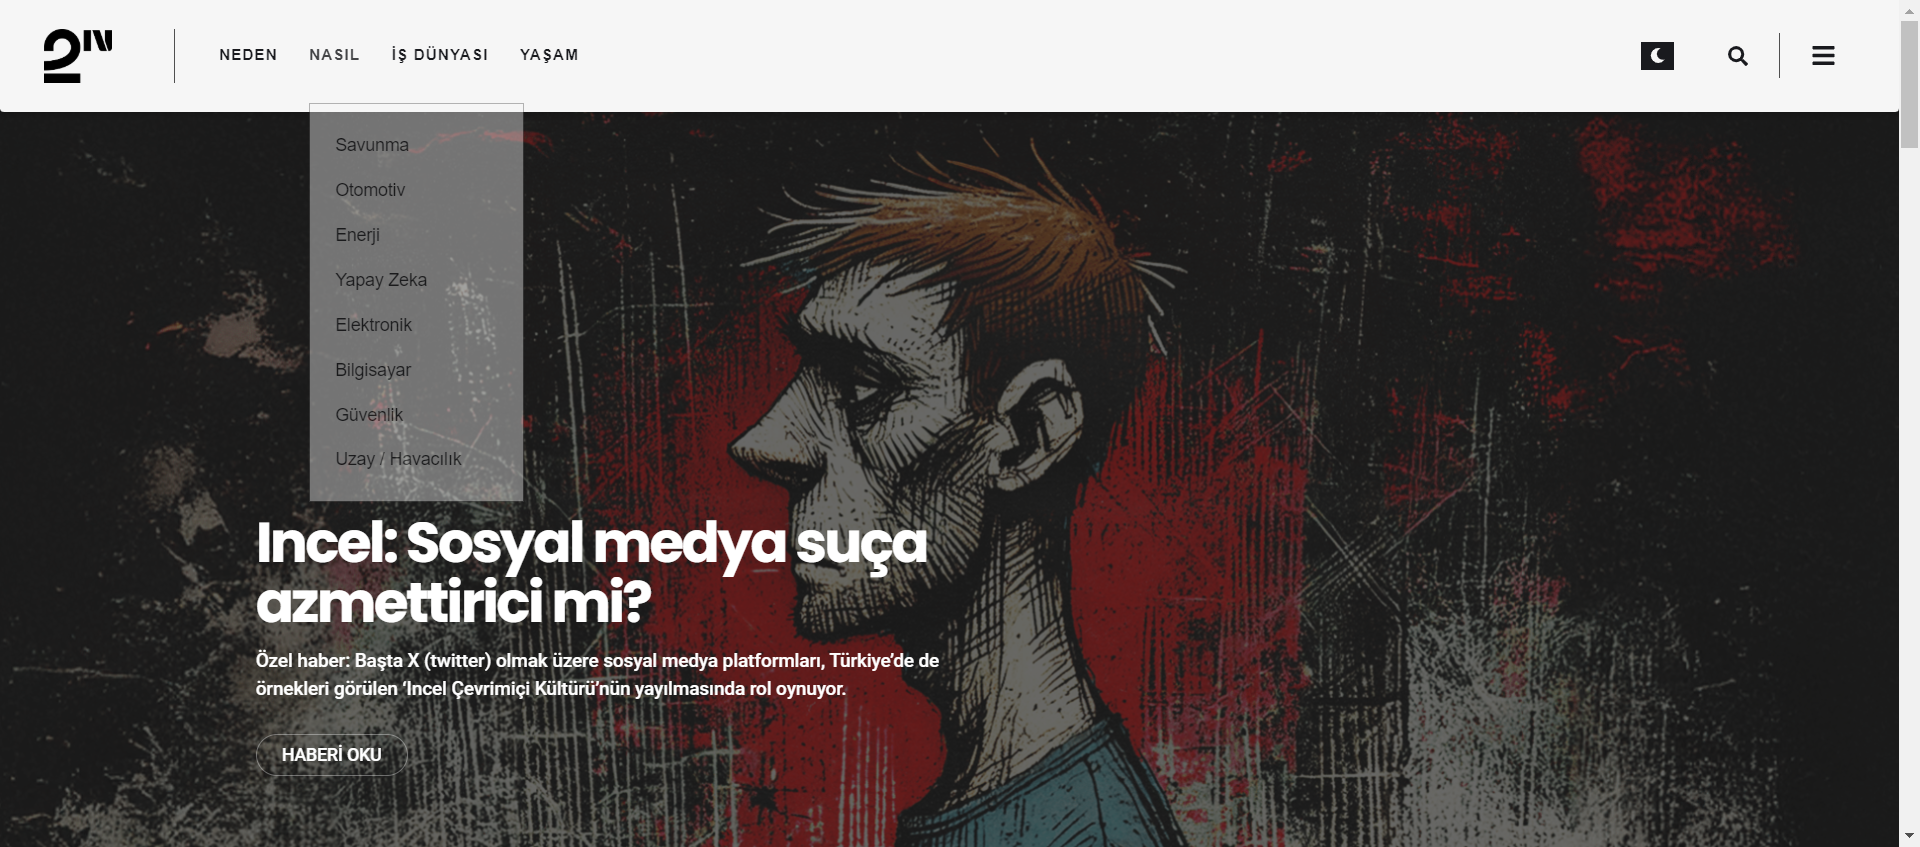 2N
NEDEN NASIL İŞ DÜNYASI YAŞAM
Savunma
Otomotiv
Enerji
Yapay Zeka
Elektronik
Bilgisayar
Güvenlik
Uzay / Havacılık
Incel: Sosyal medya suça
azmettirici mi?
Özel haber: Başta X (twitter) olmak üzere sosyal medya platformları, Türkiye’de de
örnekleri görülen ‘Incel Çevrimiçi Kültürü’nün yayılmasında rol oynuyor.
HABERİ OKU